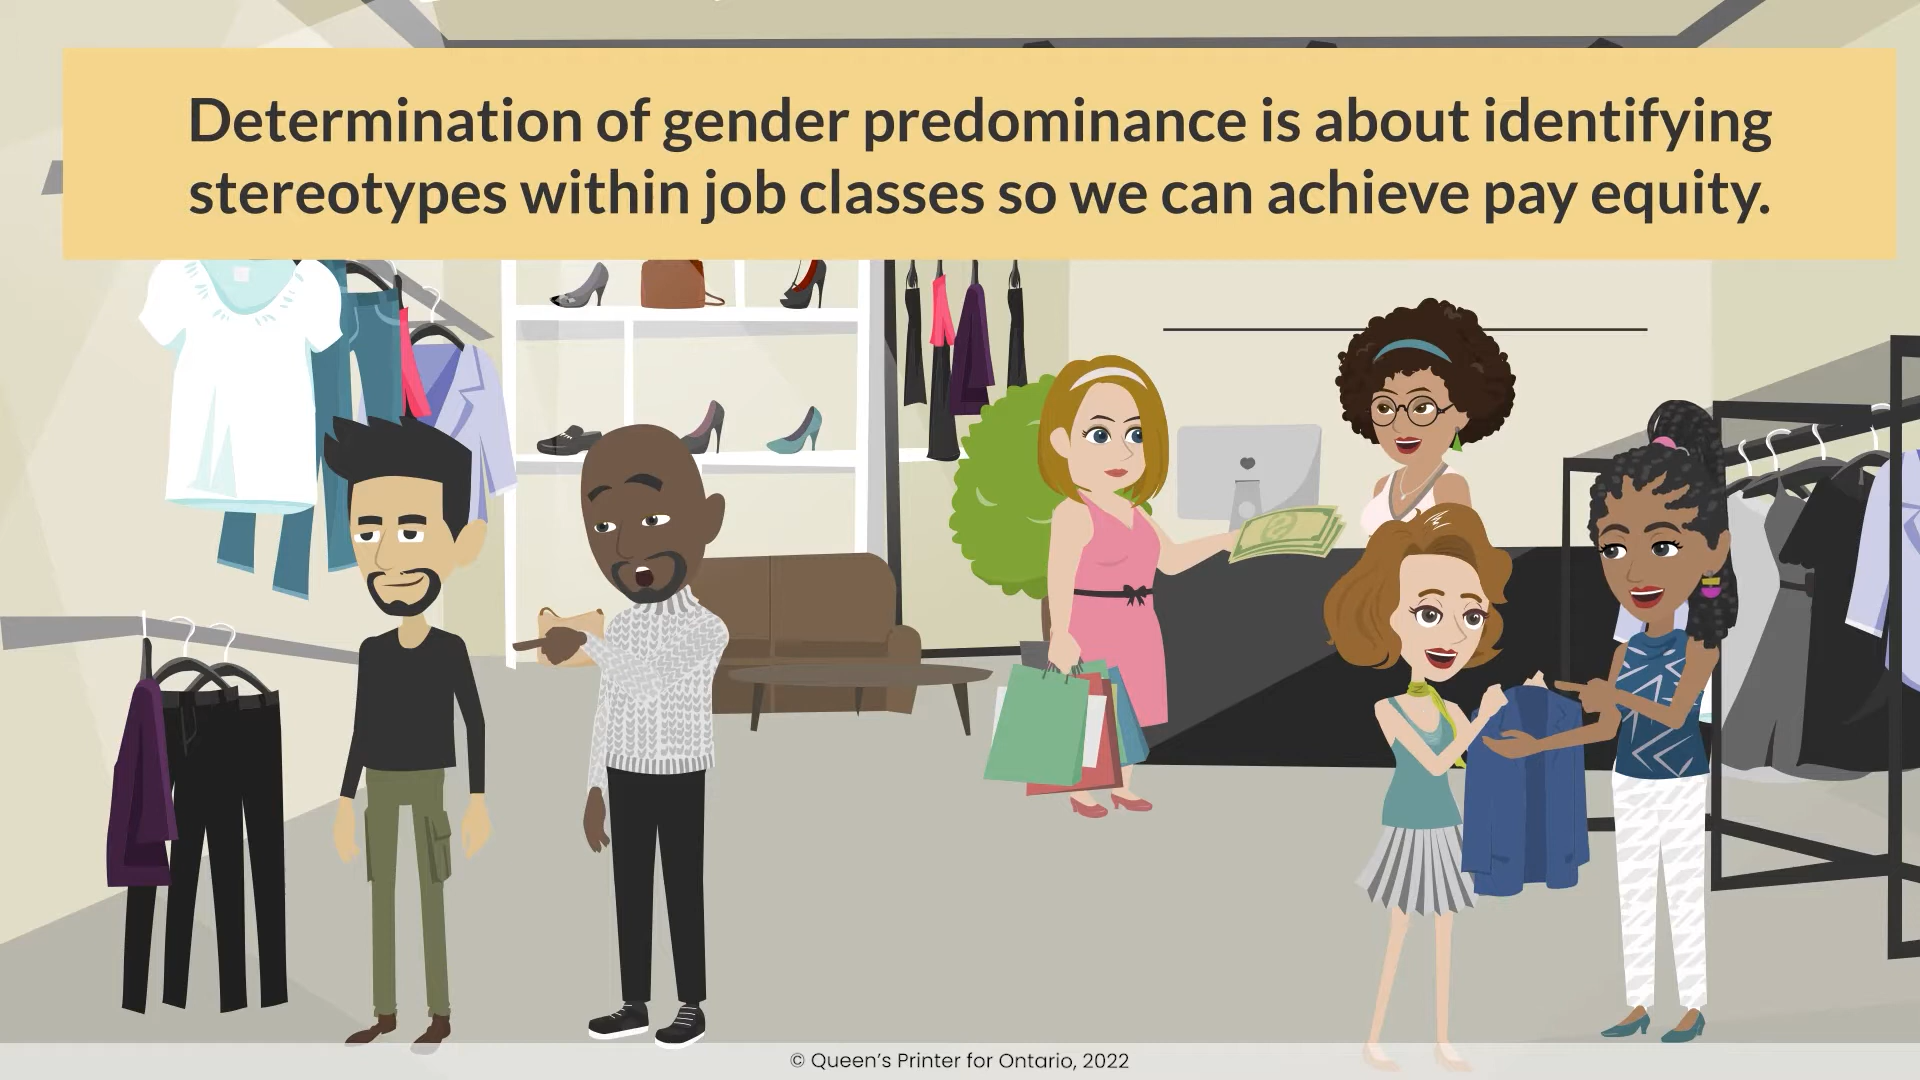 Determination of gender predominance is about identifying
stereotypes within job classes so we can achieve pay equity.
© Queen's Printer for Ontario, 2022